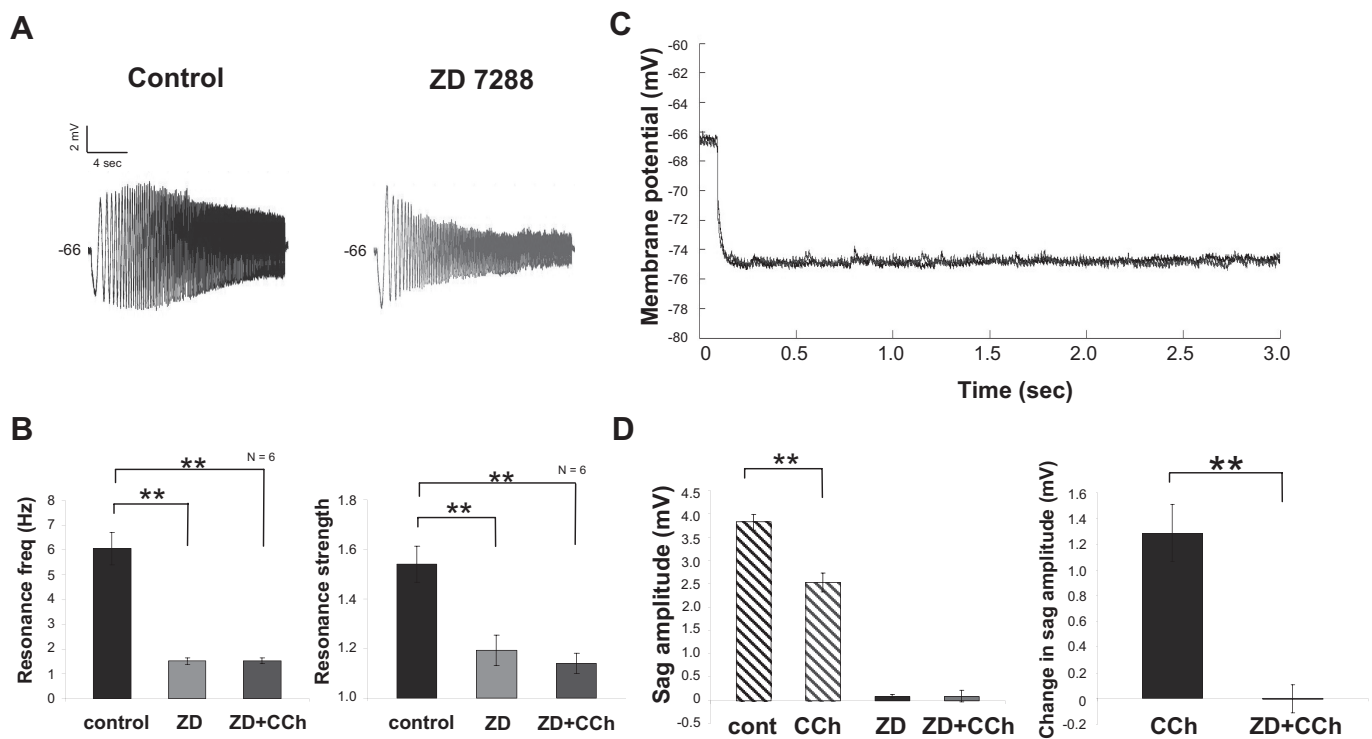 A
Control
ZD 7288
2 mV
4 sec
-66
-66
C
Membrane potential (mV)
-60
-62
-64
-66
-68
-70
-72
-74
-76
-78
-80
0 0.5 1.0 1.5 2.0 2.5 3.0
Time (sec)
B
**
N = 6
**
Resonance freq (Hz)
8
7
6
5
4
3
2
1
0
control ZD ZD+CCh
N = 6
**
**
Resonance strength
1.8
1.6
1.4
1.2
1.0
control ZD ZD+CCh
D
**
Sag amplitude (mV)
4.5
4.0
3.5
3.0
2.5
2.0
1.5
1.0
0.5
0
-0.5
cont CCh ZD ZD+CCh
**
Change in sag amplitude (mV)
1.6
1.4
1.2
1.0
0.8
0.6
0.4
0.2
0
-0.2
CCh ZD+CCh